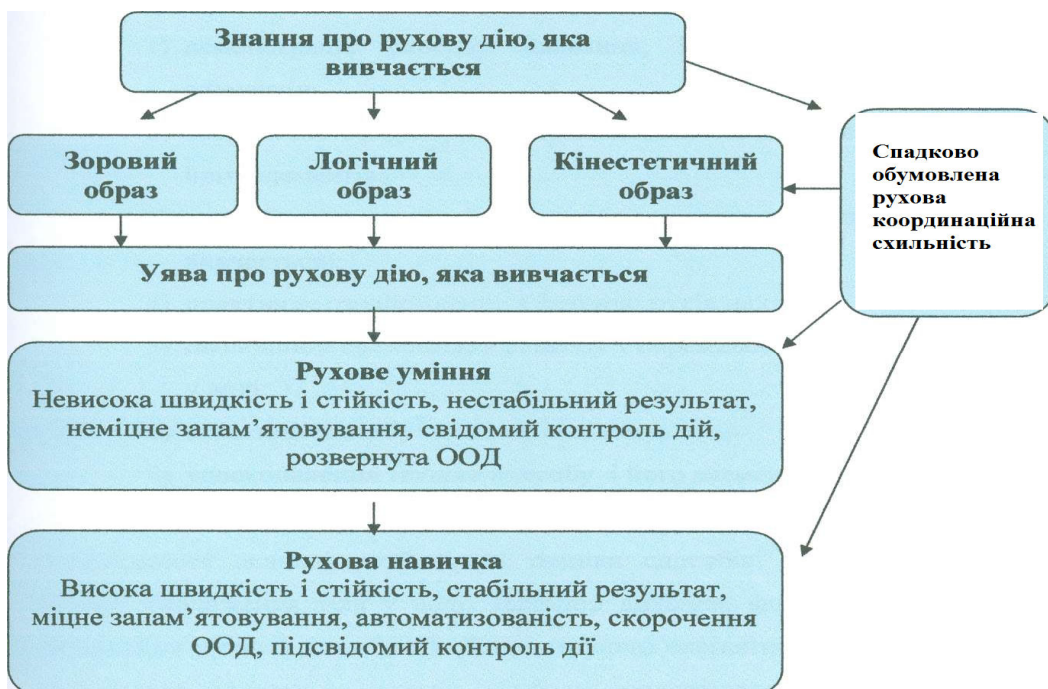 Знання про рухову дію, яка
вивчається
Зоровий
образ
Логічний
образ
Кінестетичний
образ
Спадково
обумовлена
рухова
координаційна
схильність
Уява про рухову дію, яка вивчається
Рухове уміння
Невисока швидкість і стійкість, нестабільний результат,
неміцне запам’ятовування, свідомий контроль дій,
розвернута ООД
Рухова навичка
Висока швидкість і стійкість, стабільний результат,
міцне запам’ятовування, автоматизованість, скорочення
ООД, підсвідомий контроль дії